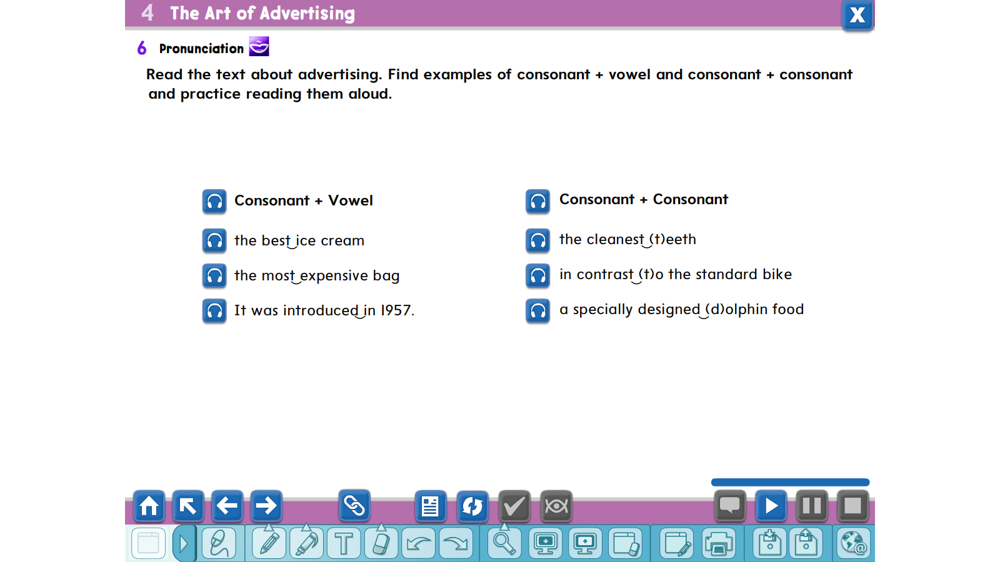 4 The Art of Advertising
X
6 Pronunciation
Read the text about advertising. Find examples of consonant + vowel and consonant + consonant
and practice reading them aloud.
Consonant + Vowel
the best‿ice cream
the most‿expensive bag
It was introduced‿in 1957.
Consonant + Consonant
the cleanest‿(t)eeth
in contrast‿(t)o the standard bike
a specially designed‿(d)olphin food
T
@